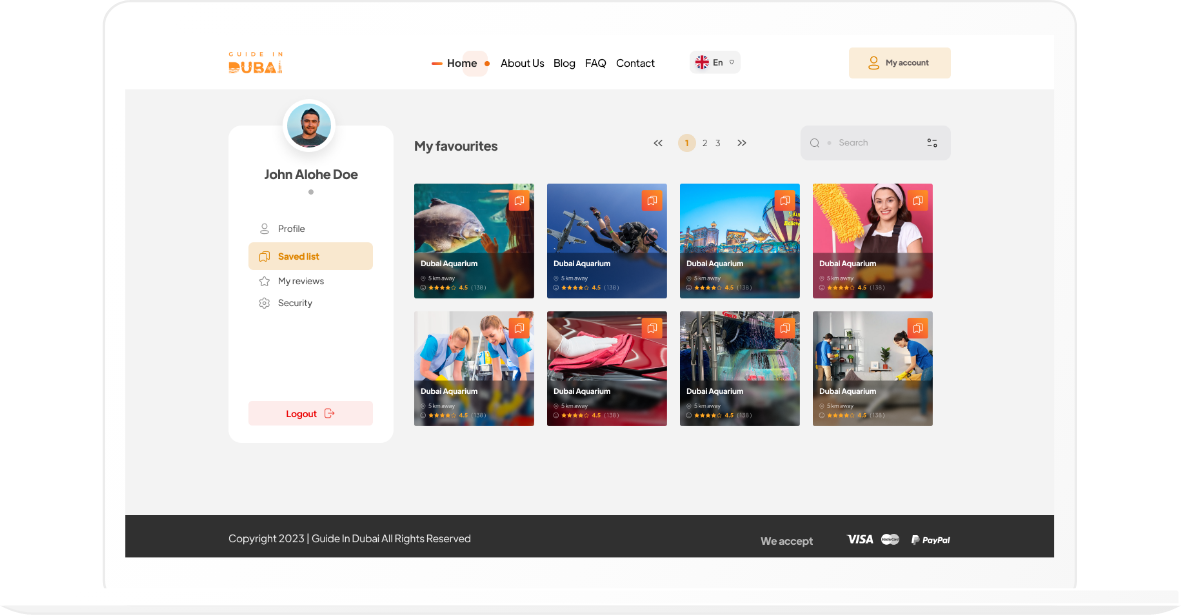 GUIDE IN
DUBAI
Home
About Us
Blog
FAQ
Contact
En
My account
John Alohe Doe
Profile
Saved list
My reviews
Security
Logout
My favourites
1 2 3
Search
Dubai Aquarium
5 km away
4.5 (138)
Dubai Aquarium
5 km away
4.5 (138)
Dubai Aquarium
5 km away
4.5 (138)
Dubai Aquarium
5 km away
4.5 (138)
Dubai Aquarium
5 km away
4.5 (138)
Dubai Aquarium
5 km away
4.5 (138)
Dubai Aquarium
5 km away
4.5 (138)
Dubai Aquarium
5 km away
4.5 (138)
Copyright 2023 | Guide In Dubai All Rights Reserved
We accept
VISA
PayPal